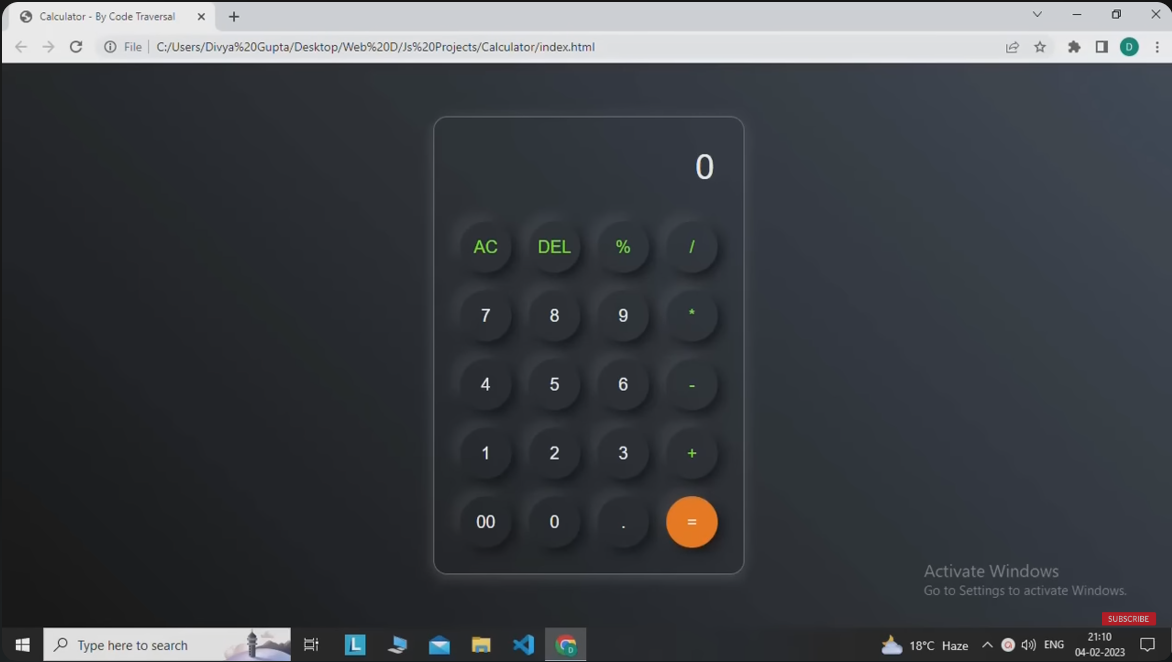 Calculator - By Code Traversal
File
C:/Users/Divya%20Gupta/Desktop/Web%20D/Js%20Projects/Calculator/index.html
D
0
AC DEL % /
7 8 9 *
4 5 6 -
1 2 3 +
00 0 . =
Activate Windows
Go to Settings to activate Windows.
SUBSCRIBE
Type here to search
L
D
18°C Haze
ENG
21:10
04-02-2023